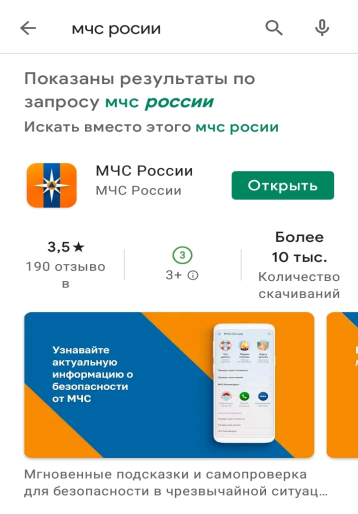 мчс росии
Показаны результаты по
запросу мчс россии
Искать вместо этого мчс росии
МЧС России
МЧС России
Открыть
3,5★
190 отзыво
в
3
3+
Более
10 тыс.
Количество
скачиваний
Узнавайте
актуальную
информацию о
безопасности
от МЧС
Мгновенные подсказки и самопроверка
для безопасности в чрезвычайной ситуац…